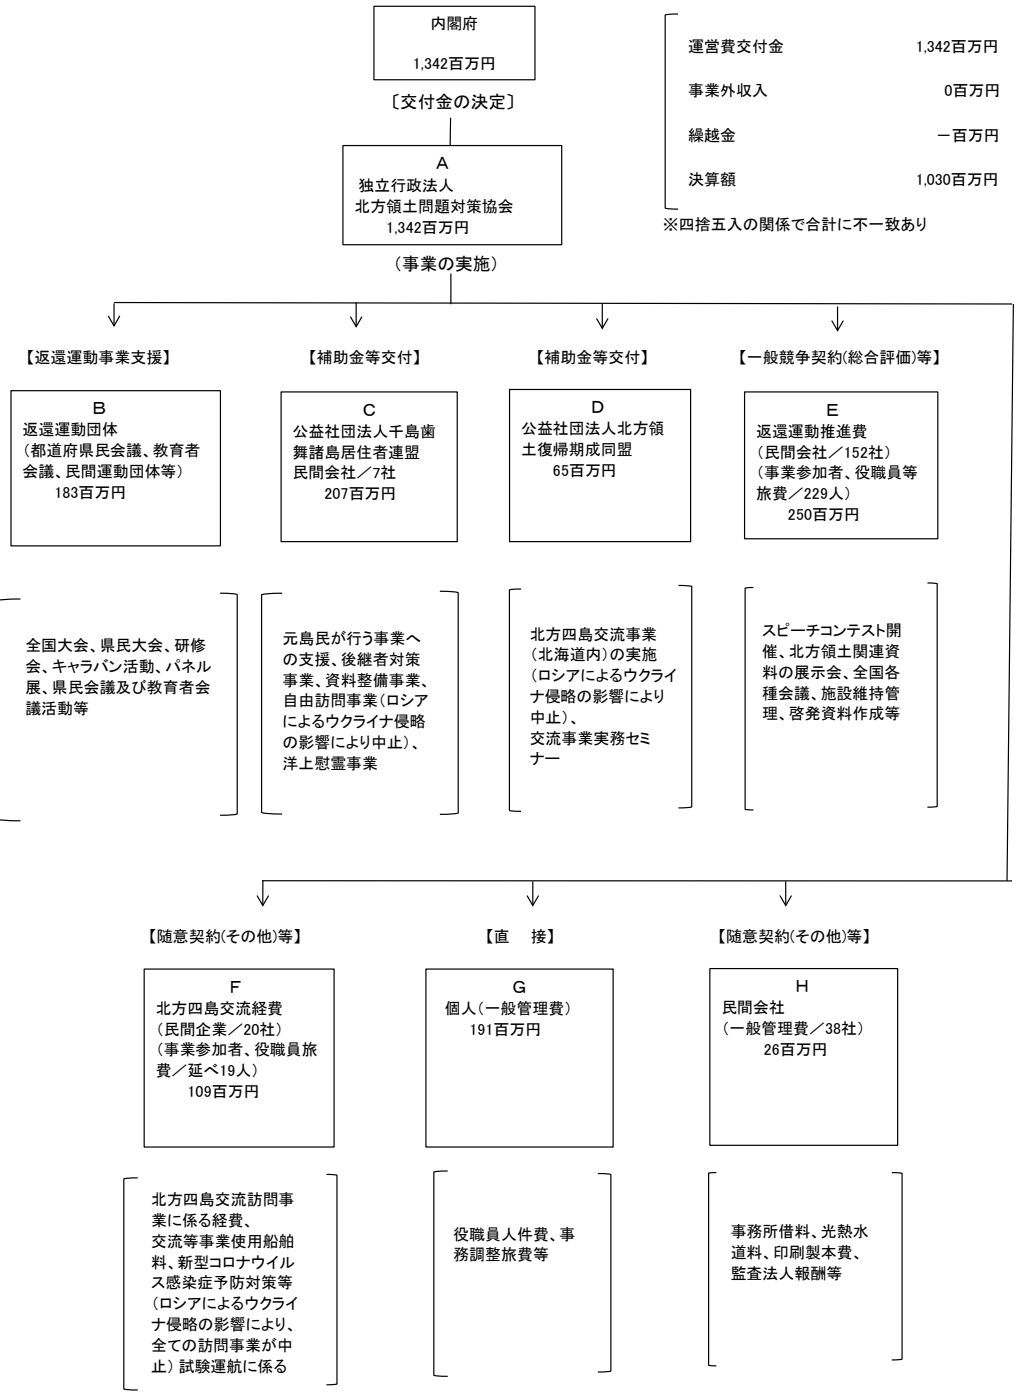 内閣府
1,342百万円
〔交付金の決定〕
運営費交付金 1,342百万円
事業外収入 0百万円
繰越金 －百万円
決算額 1,030百万円
※四捨五入の関係で合計に不一致あり
A
独立行政法人
北方領土問題対策協会
1,342百万円
（事業の実施）
【返還運動事業支援】
B
返還運動団体
（都道府県民会議、教育者
会議、民間運動団体等）
183百万円
全国大会、県民大会、研修
会、キャラバン活動、パネル
展、県民会議及び教育者会
議活動等
【補助金等交付】
C
公益社団法人千島歯
舞諸島居住者連盟
民間会社／7社
207百万円
元島民が行う事業へ
の支援、後継者対策
事業、資料整備事業、
自由訪問事業（ロシア
によるウクライナ侵略
の影響により中止）、
洋上慰霊事業
【補助金等交付】
D
公益社団法人北方領
土復帰期成同盟
65百万円
北方四島交流事業
（北海道内）の実施
（ロシアによるウクライ
ナ侵略の影響により
中止）、
交流事業実務セミ
ナー
【一般競争契約(総合評価)等】
E
返還運動推進費
（民間会社／152社）
（事業参加者、役職員等
旅費／229人）
250百万円
スピーチコンテスト開
催、北方領土関連資
料の展示会、全国各
種会議、施設維持管
理、啓発資料作成等
【随意契約(その他)等】
F
北方四島交流経費
（民間企業／20社）
（事業参加者、役職員旅
費／延べ19人）
109百万円
北方四島交流訪問事
業に係る経費、
交流等事業使用船舶
料、新型コロナウイル
ス感染症予防対策等
（ロシアによるウクライ
ナ侵略の影響により、
全ての訪問事業が中
止）試験運航に係る
【直　接】
G
個人（一般管理費）
191百万円
役職員人件費、事
務調整旅費等
【随意契約(その他)等】
H
民間会社
（一般管理費／38社）
26百万円
事務所借料、光熱水
道料、印刷製本費、
監査法人報酬等